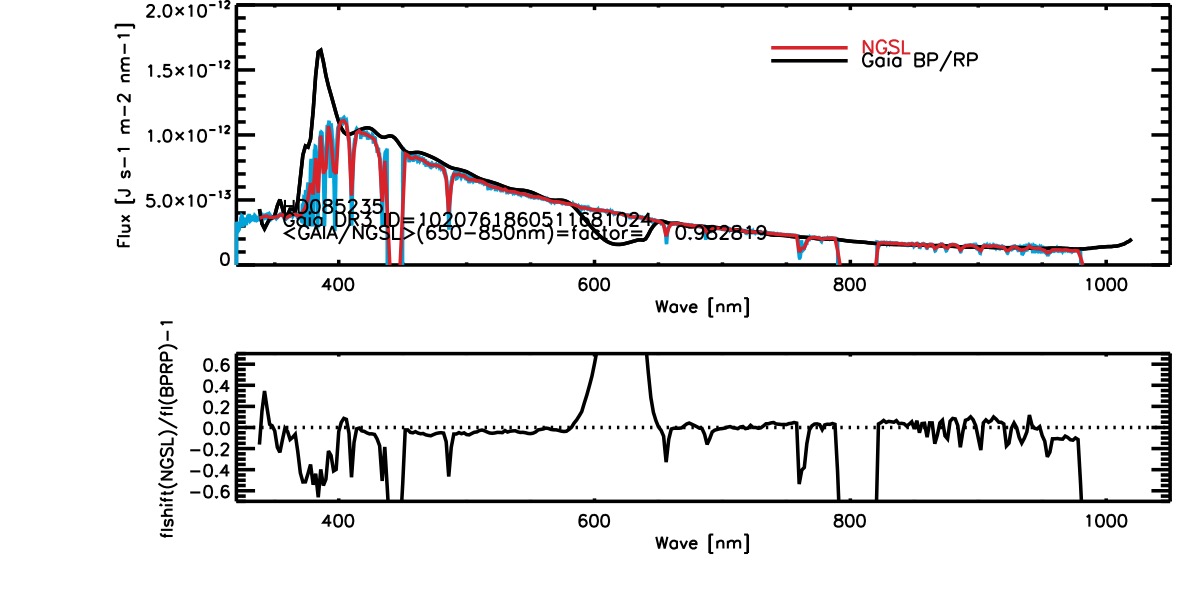 2.0×10−12
1.5×10−12
1.0×10−12
5.0×10−13
0
Flux [J s−1 m−2 nm−1]
NGSL
Gaia BP/RP
HD085235
Gaia DR3 ID=1020761860511681024
<GAIA/NGSL>(650−850nm)=factor= 0.982819
400 600 800 1000
Wave [nm]
0.6
0.4
0.2
0.0
−0.2
−0.4
−0.6
flshift(NGSL)/fl(BPRP)−1
400 600 800 1000
Wave [nm]